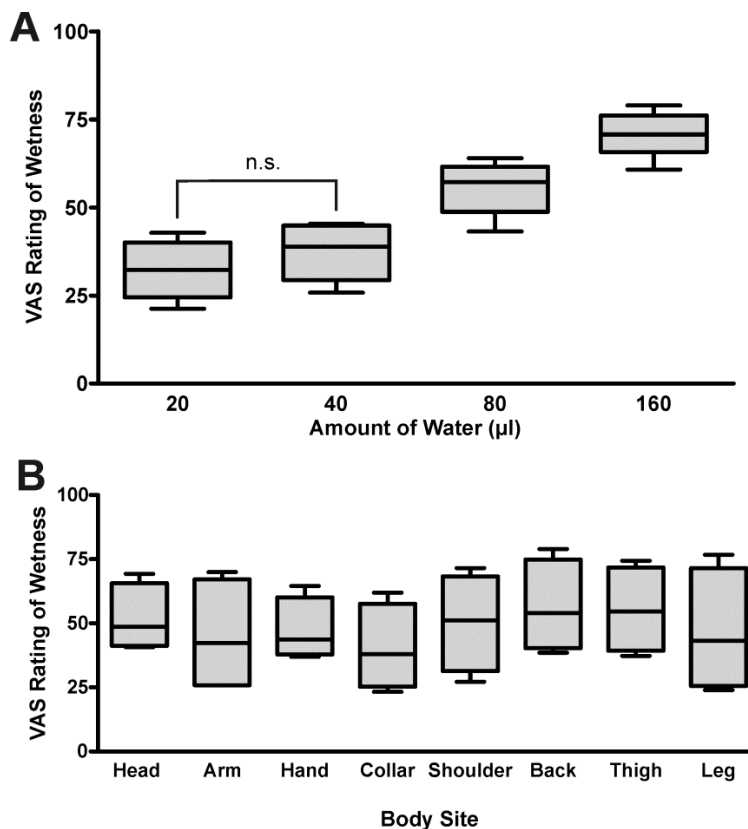 A
100
75
50
25
0
VAS Rating of Wetness
n.s.
20 40 80 160
Amount of Water (µl)
B
100
75
50
25
0
VAS Rating of Wetness
Head Arm Hand Collar Shoulder Back Thigh Leg
Body Site